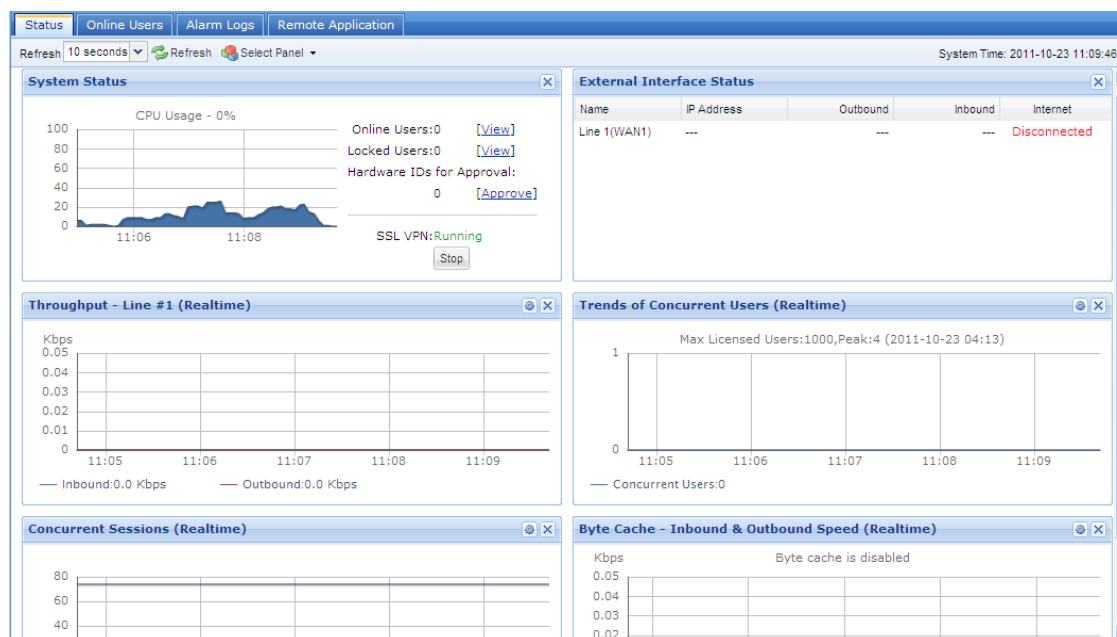 Status Online Users Alarm Logs Remote Application
Refresh 10 seconds Refresh Select Panel System Time: 2011-10-23 11:09:46
System Status
CPU Usage - 0%
100
80
60
40
20
0
11:06 11:08
Online Users:0 [View]
Locked Users:0 [View]
Hardware IDs for Approval:
0 [Approve]
SSL VPN:Running
Stop
External Interface Status
Name IP Address Outbound Inbound Internet
Line 1(WAN1) --- --- --- Disconnected
Throughput - Line #1 (Realtime)
Kbps
0.05
0.04
0.03
0.02
0.01
0
11:05 11:06 11:07 11:08 11:09
Inbound:0.0 Kbps Outbound:0.0 Kbps
Trends of Concurrent Users (Realtime)
Max Licensed Users:1000,Peak:4 (2011-10-23 04:13)
1
0
11:05 11:06 11:07 11:08 11:09
Concurrent Users:0
Concurrent Sessions (Realtime)
80
60
40
Byte Cache - Inbound & Outbound Speed (Realtime)
Kbps Byte cache is disabled
0.05
0.04
0.03
0.02